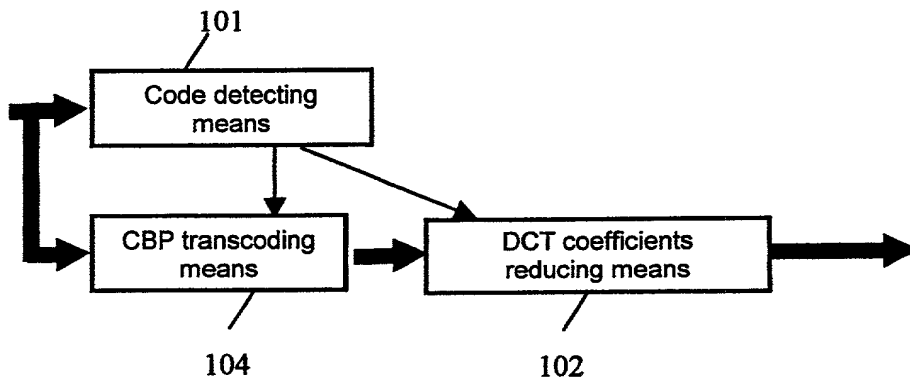 101
Code detecting
means
CBP transcoding
means
DCT coefficients
reducing means
104
102